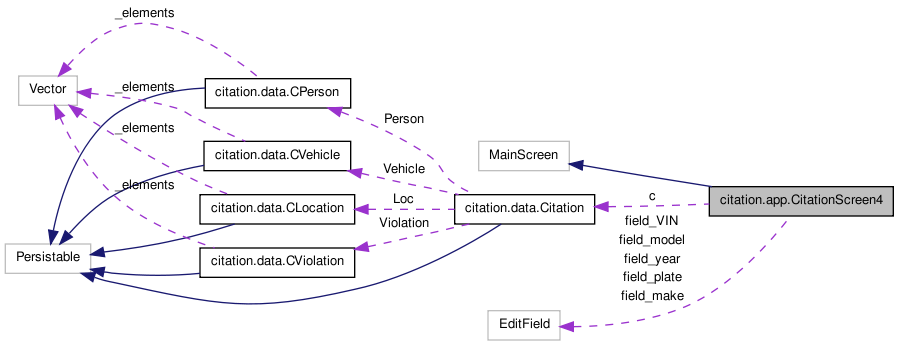 _elements
Vector
_elements
citation.data.CPerson
Person
_elements
citation.data.CVehicle
MainScreen
Vehicle
_elements
Loc
c
citation.app.CitationScreen4
citation.data.CLocation
citation.data.Citation
Violation
field_VIN
field_model
field_year
field_plate
field_make
Persistable
citation.data.CViolation
EditField